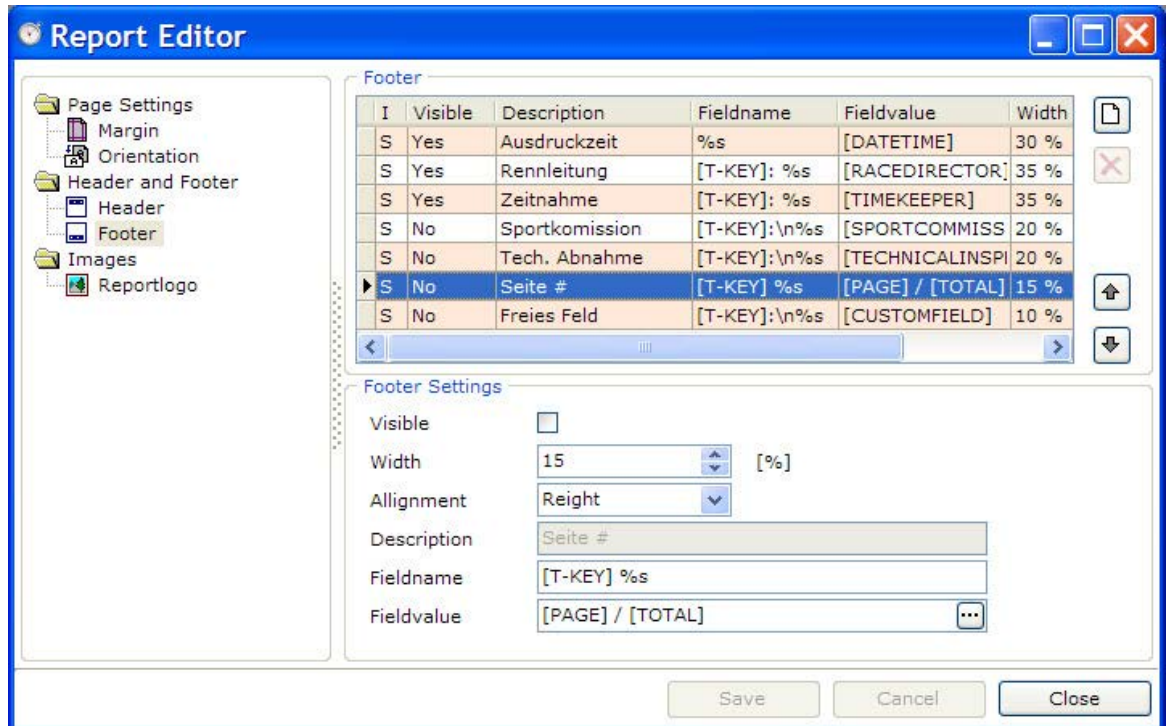 Report Editor
Page Settings
Margin
Orientation
Header and Footer
Header
Footer
Images
Reportlogo
Footer
I Visible Description Fieldname Fieldvalue Width
S Yes Ausdruckzeit %s [DATETIME] 30 %
S Yes Rennleitung [T-KEY]: %s [RACEDIRECTOR] 35 %
S Yes Zeitnahme [T-KEY]: %s [TIMEKEEPER] 35 %
S No Sportkomission [T-KEY]:\n%s [SPORTCOMMISS 20 %
S No Tech. Abnahme [T-KEY]:\n%s [TECHNICALINSPI 20 %
S No Seite # [T-KEY] %s [PAGE] / [TOTAL] 15 %
S No Freies Feld [T-KEY]:\n%s [CUSTOMFIELD] 10 %
Footer Settings
Visible
Width 15 [%]
Allignment Reight
Description Seite #
Fieldname [T-KEY] %s
Fieldvalue [PAGE] / [TOTAL] ...
Save Cancel Close